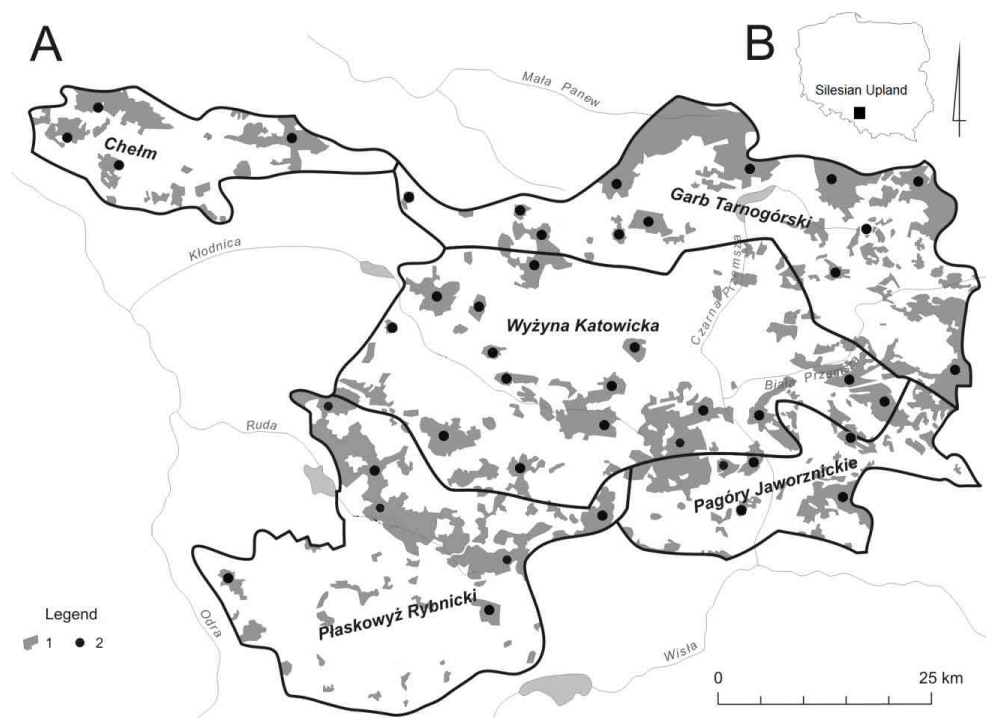 A
B
Silesian Upland
Mała Panew
Chełm
Garb Tarnogórski
Kłodnica
Czarna Przemsza
Wyżyna Katowicka
Biała Przemsza
Ruda
Pagóry Jaworznickie
Legend
1 2
Płaskowyż Rybnicki
Odra
Wisła
0 25 km